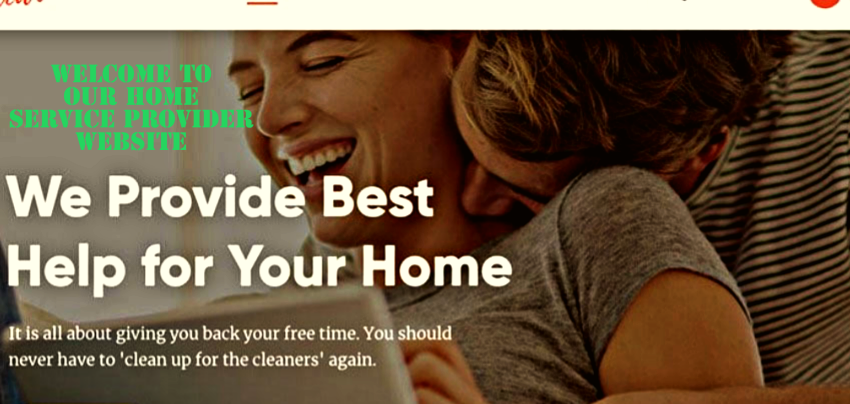 WELCOME TO
OUR HOME
SERVICE PROVIDER
WEBSITE
We Provide Best
Help for Your Home
It is all about giving you back your free time. You should
never have to 'clean up for the cleaners' again.